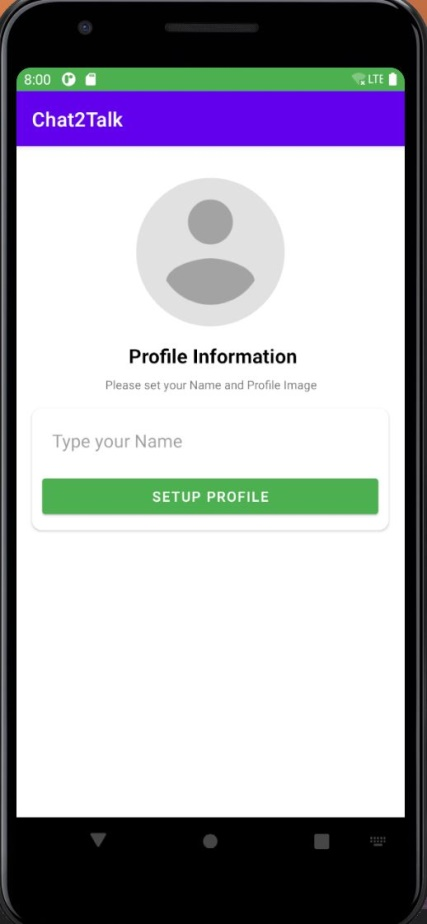 8:00 LTE
Chat2Talk
Profile Information
Please set your Name and Profile Image
Type your Name
SETUP PROFILE